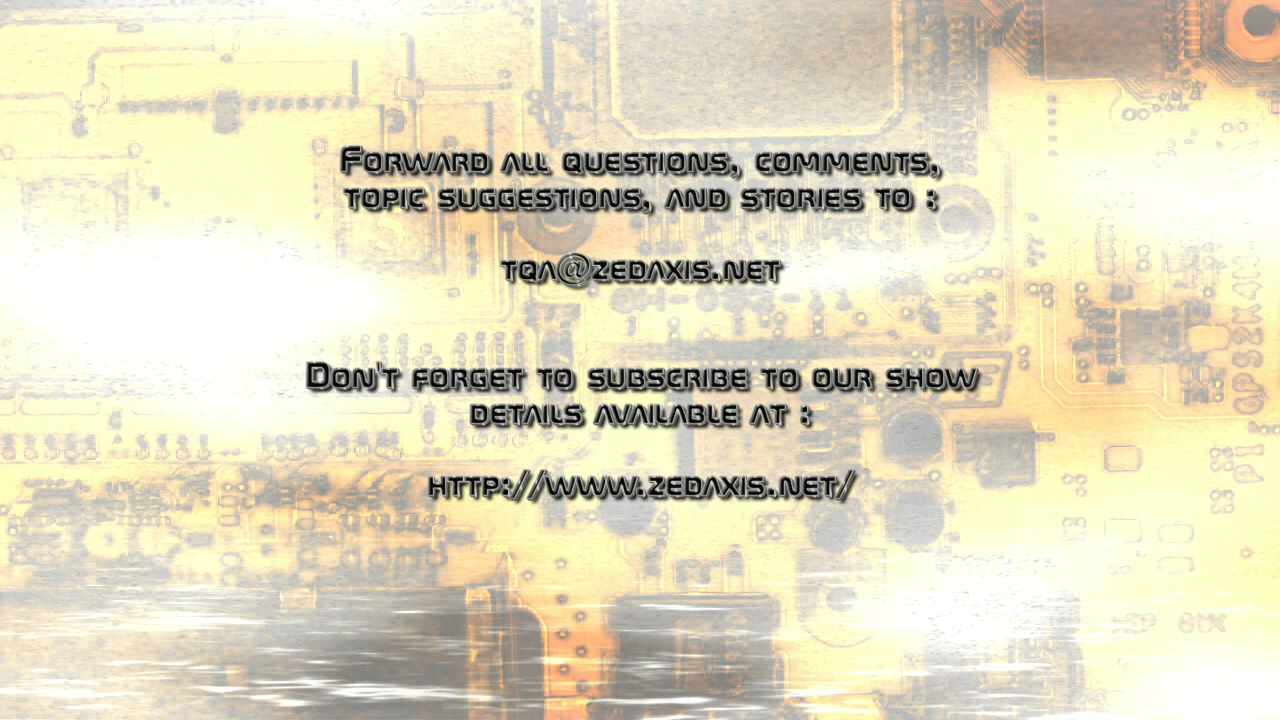 Forward all questions, comments,
topic suggestions, and stories to :
tqa@zedaxis.net
Don't forget to subscribe to our show
details available at :
http://www.zedaxis.net/